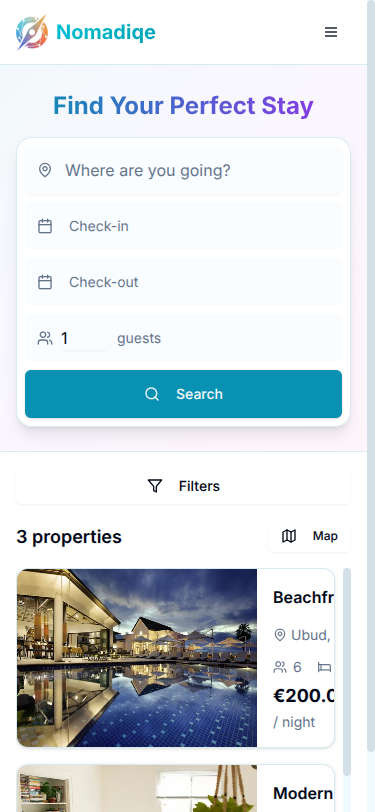 Nomadiqe
Find Your Perfect Stay
Where are you going?
Check-in
Check-out
1 guests
Search
Filters
3 properties
Map
Beachfr
Ubud,
6
€200.0
/ night
Modern